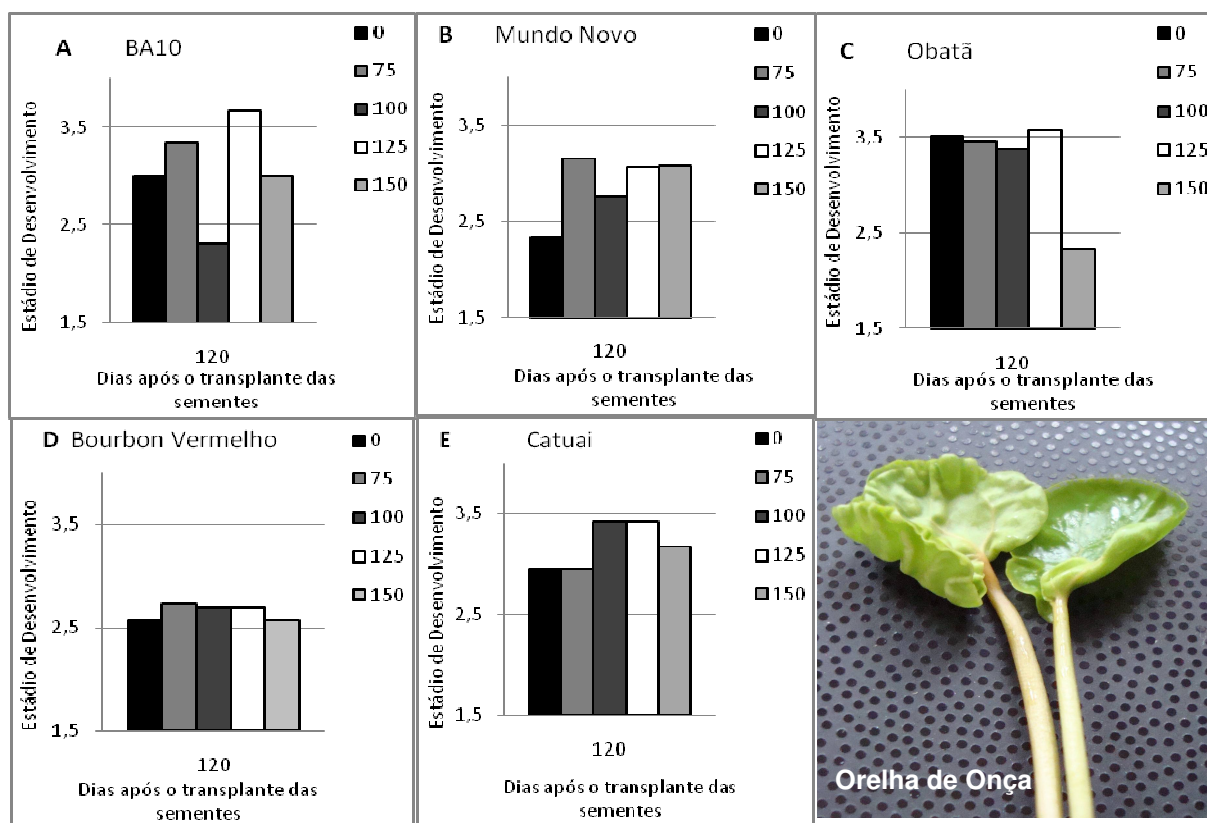 A BA10
0
75
100
125
150
Estádio de Desenvolvimento
3,5
2,5
1,5
120
Dias após o transplante das
sementes
B Mundo Novo
0
75
100
125
150
Estádio de Desenvolvimento
3,5
2,5
1,5
120
Dias após o transplante das
sementes
C Obatã
0
75
100
125
150
Estádio de Desenvolvimento
3,5
2,5
1,5
120
Dias após o transplante das
sementes
D Bourbon Vermelho
0
75
100
125
150
Estádio de Desenvolvimento
3,5
2,5
1,5
120
Dias após o transplante das
sementes
E Catuai
0
75
100
125
150
Estádio de Desenvolvimento
3,5
2,5
1,5
120
Dias após o transplante das
sementes
Orelha de Onça